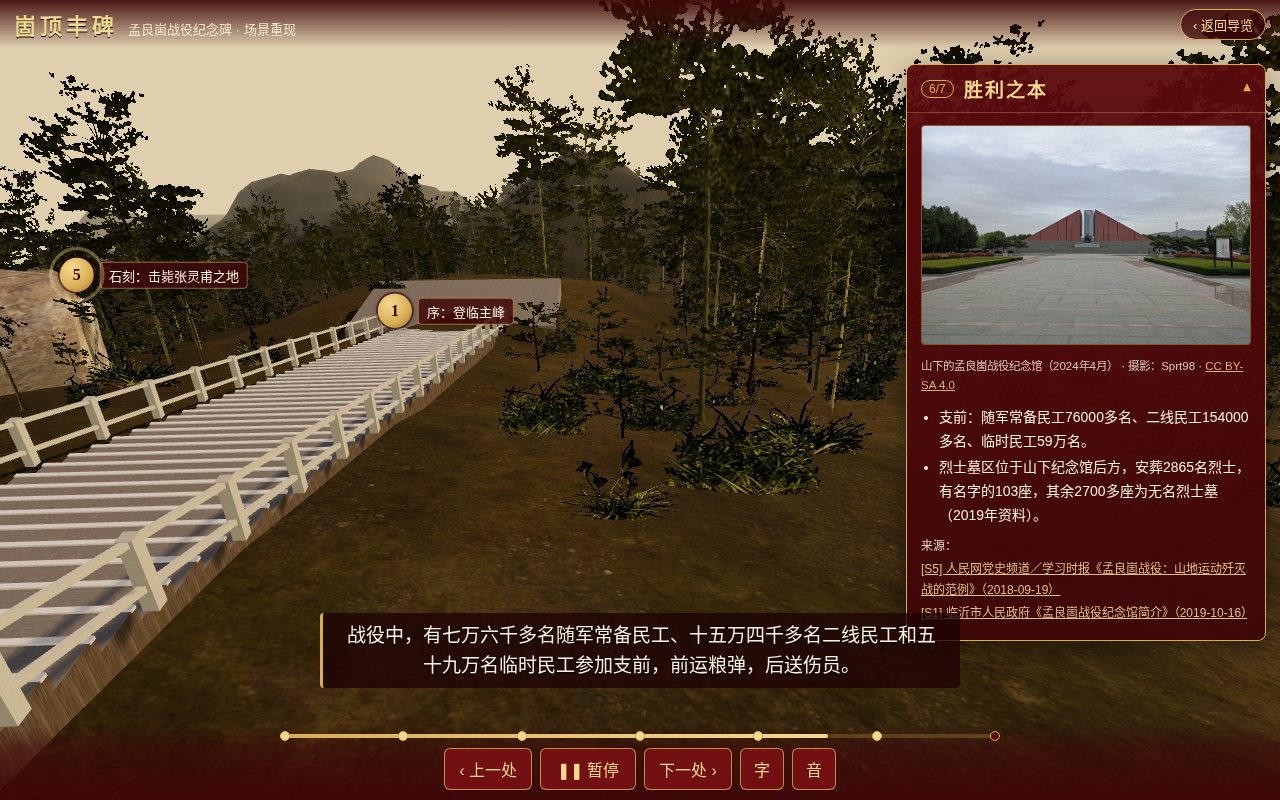 崮顶丰碑 孟良崮战役纪念碑 · 场景重现
‹ 返回导览
6/7 胜利之本 ▲
山下的孟良崮战役纪念馆（2024年4月） · 摄影：Sprt98 · CC BY-
SA 4.0
• 支前：随军常备民工76000多名、二线民工154000
多名、临时民工59万名。
• 烈士墓区位于山下纪念馆后方，安葬2865名烈士，
有名字的103座，其余2700多座为无名烈士墓
（2019年资料）。
来源：
[S5] 人民网党史频道／学习时报《孟良崮战役：山地运动歼灭
战的范例》（2018-09-19）
[S1] 临沂市人民政府《孟良崮战役纪念馆简介》（2019-10-16）
5 石刻：击毙张灵甫之地
1 序：登临主峰
战役中，有七万六千多名随军常备民工、十五万四千多名二线民工和五
十九万名临时民工参加支前，前运粮弹，后送伤员。
‹ 上一处 ❚❚ 暂停 下一处 › 字 音